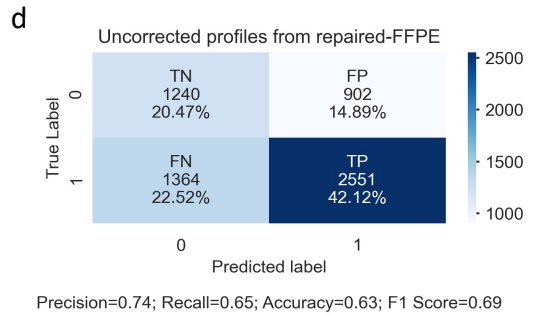 d
Uncorrected profiles from repaired-FFPE
TN
1240
20.47%
FP
902
14.89%
FN
1364
22.52%
TP
2551
42.12%
True Label
0
1
0
1
Predicted label
2500
2000
1500
1000
Precision=0.74; Recall=0.65; Accuracy=0.63; F1 Score=0.69